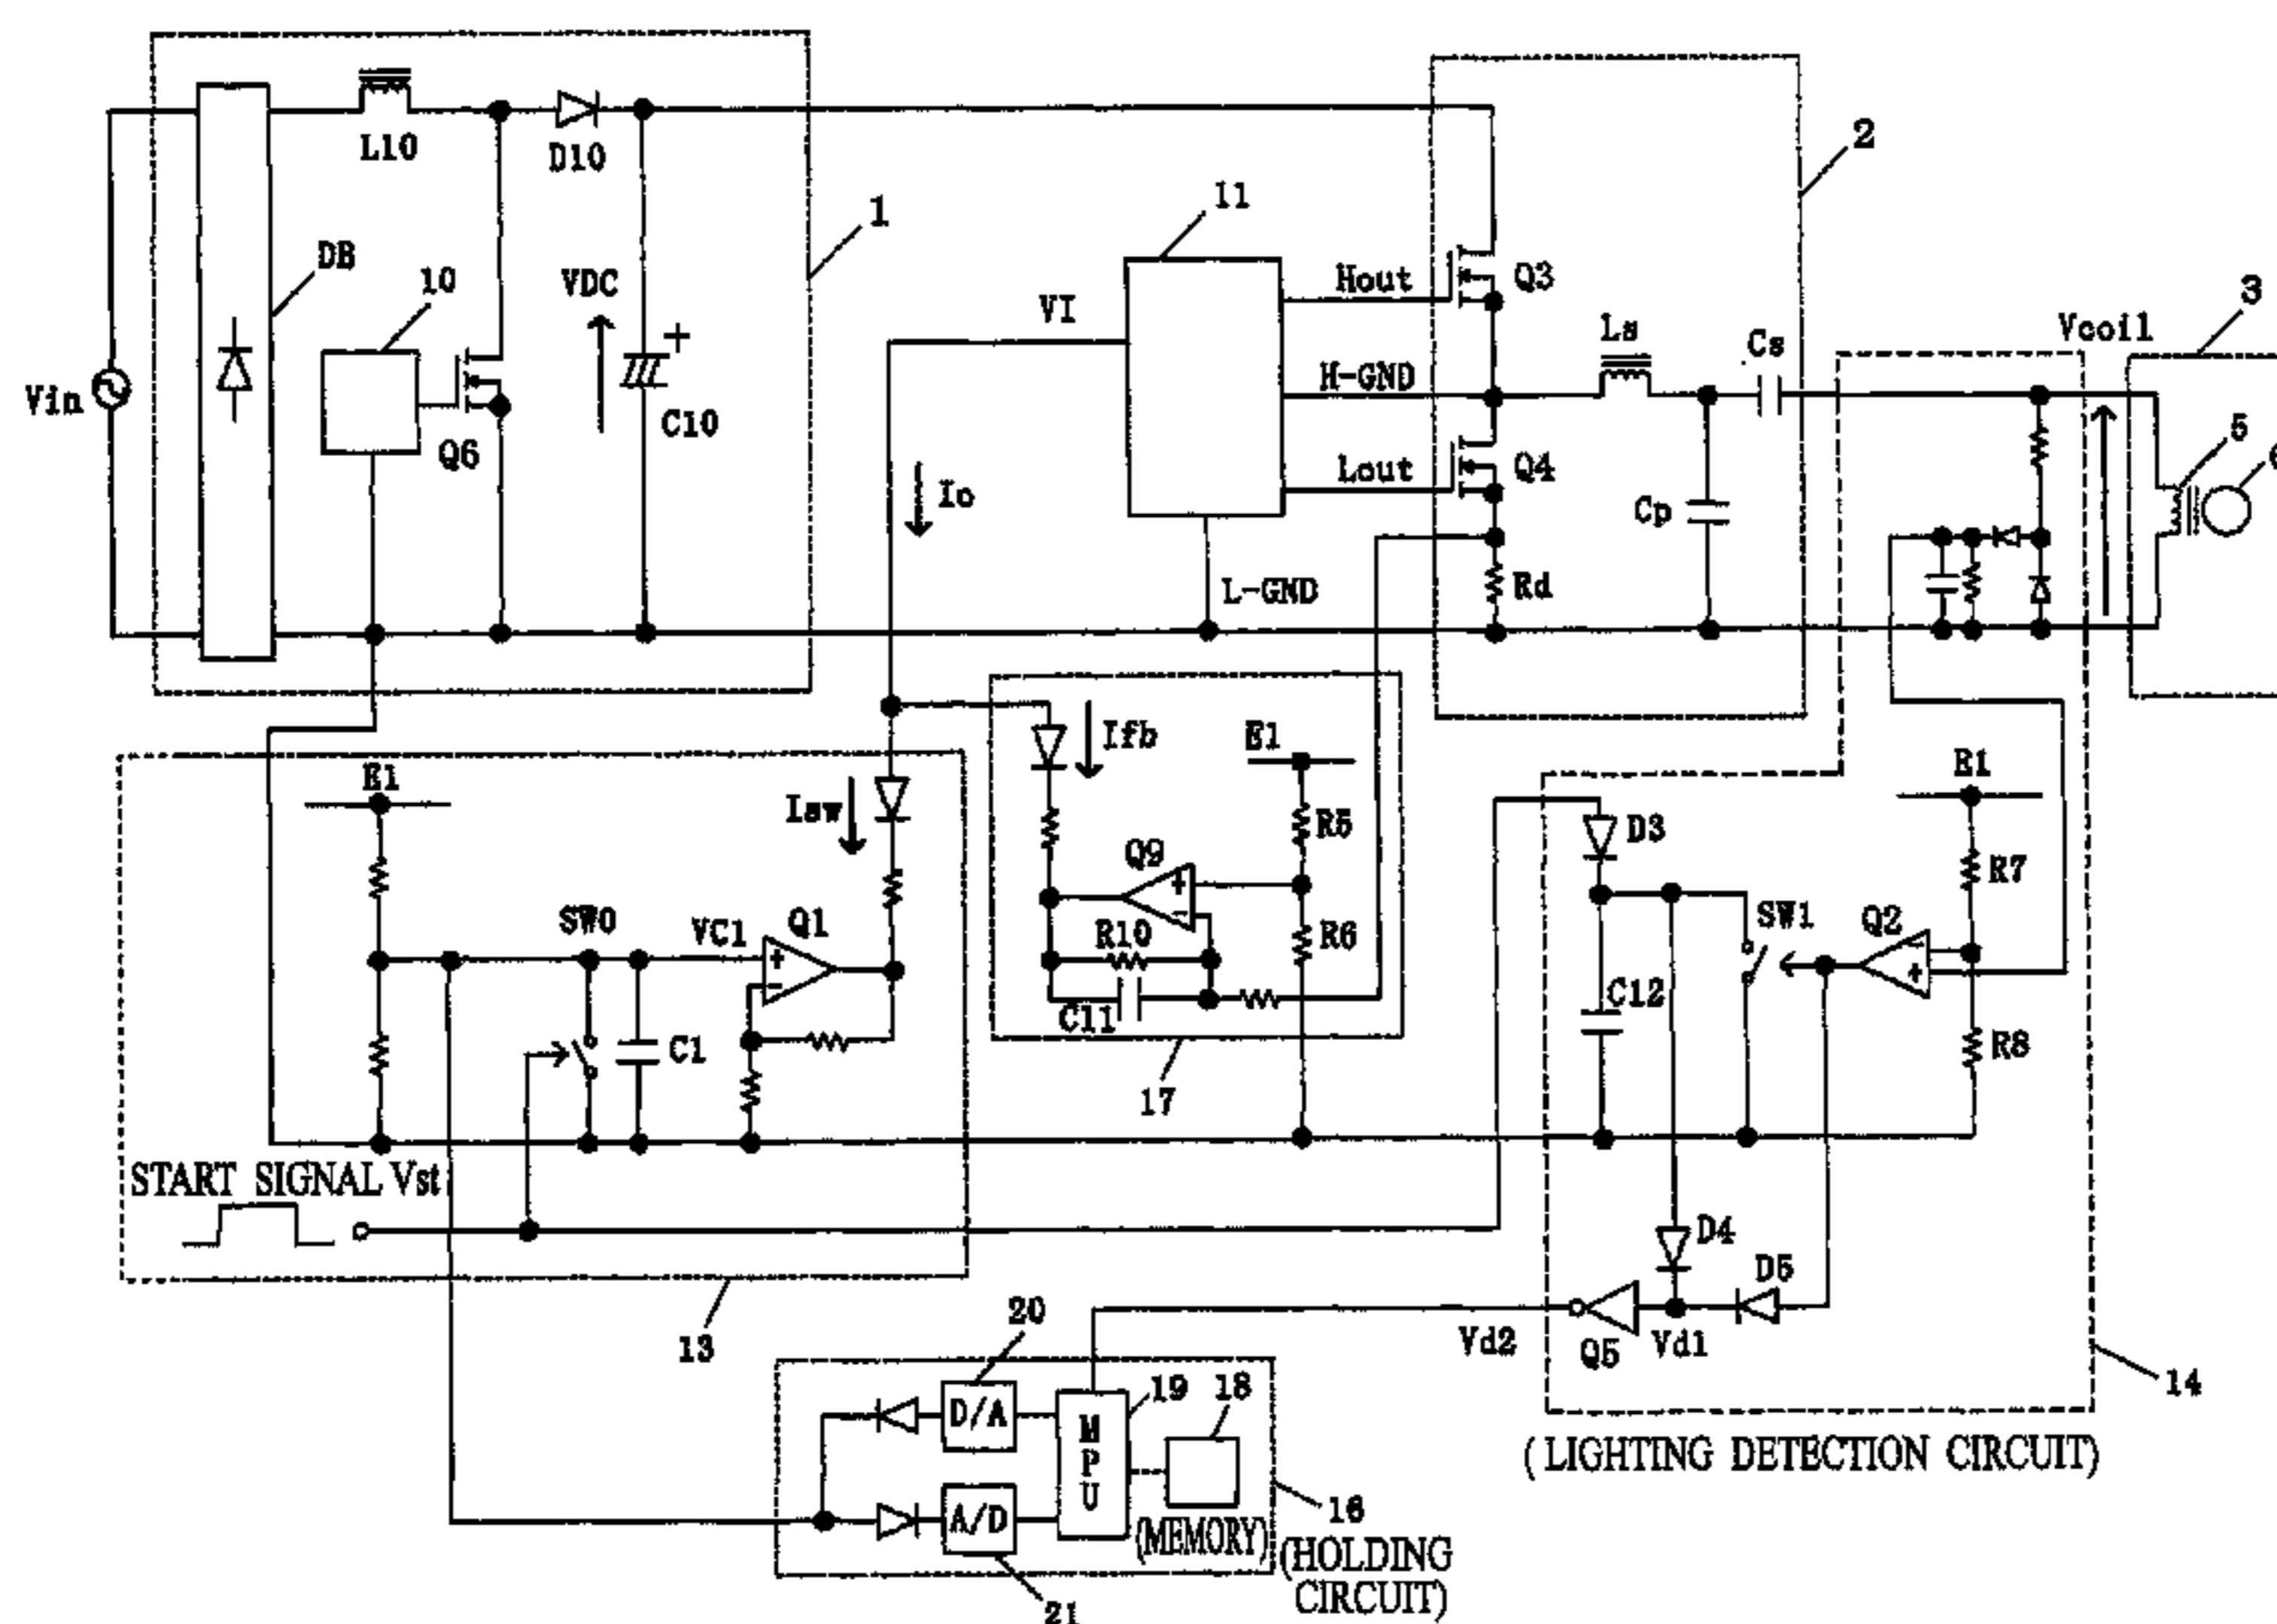 L10
D10
2
I1
1
DB
10
VDC
VI
Hout
Q3
Ls
Cs
Vcoil
3
Vin
+
C10
Q6
H-GND
5
Io
Lout
Q4
Cp
Rd
L-GND
E1
Isw
Ifb
E1
R5
Q9
+
-
R6
R10
C11
17
D3
E1
R7
SW1
Q2
-
+
C12
R8
SW0
VC1
Q1
+
-
C1
START SIGNAL Vst
13
D4
D5
Vd2
Q5
Vd1
14
(LIGHTING DETECTION CIRCUIT)
20
19
18
D/A
MPU
A/D
(MEMORY)
16
(HOLDING
CIRCUIT)
21